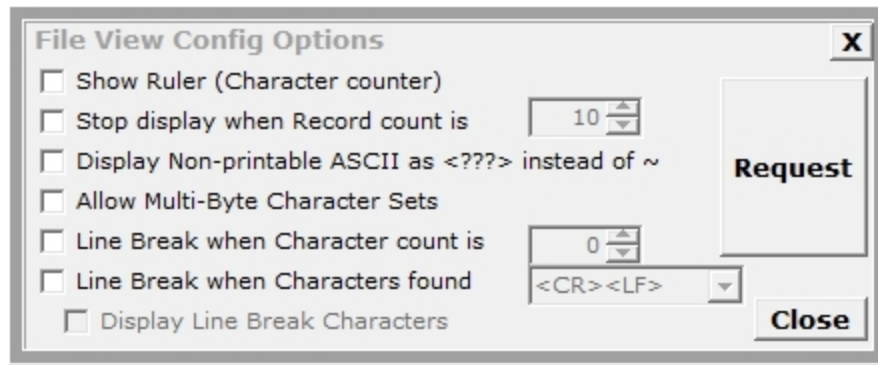 File View Config Options
X
Show Ruler (Character counter)
Stop display when Record count is 10
Display Non-printable ASCII as <???> instead of ~
Request
Allow Multi-Byte Character Sets
Line Break when Character count is 0
Line Break when Characters found <CR><LF>
Display Line Break Characters
Close